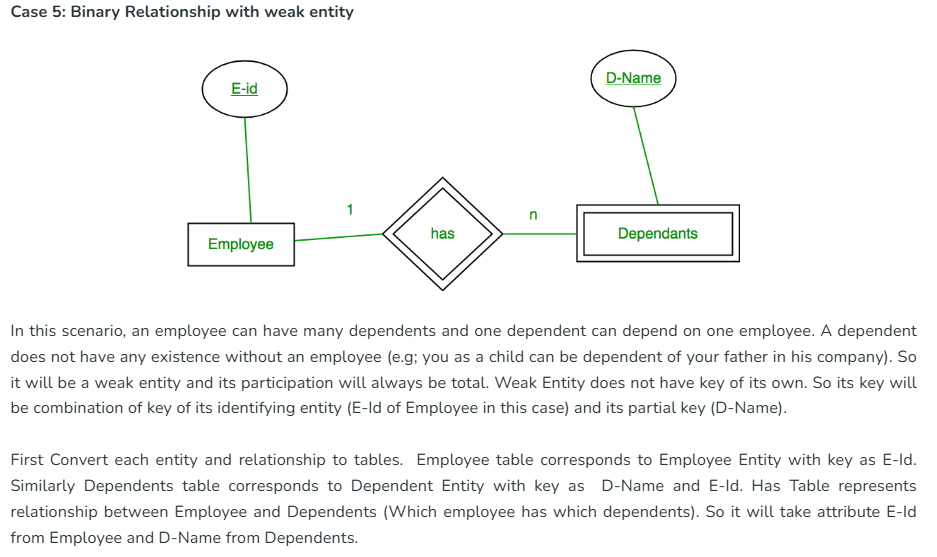 Case 5: Binary Relationship with weak entity
E-id
D-Name
1
n
Employee
has
Dependants
In this scenario, an employee can have many dependents and one dependent can depend on one employee. A dependent
does not have any existence without an employee (e.g; you as a child can be dependent of your father in his company). So
it will be a weak entity and its participation will always be total. Weak Entity does not have key of its own. So its key will
be combination of key of its identifying entity (E-Id of Employee in this case) and its partial key (D-Name).
First Convert each entity and relationship to tables. Employee table corresponds to Employee Entity with key as E-Id.
Similarly Dependents table corresponds to Dependent Entity with key as D-Name and E-Id. Has Table represents
relationship between Employee and Dependents (Which employee has which dependents). So it will take attribute E-Id
from Employee and D-Name from Dependents.